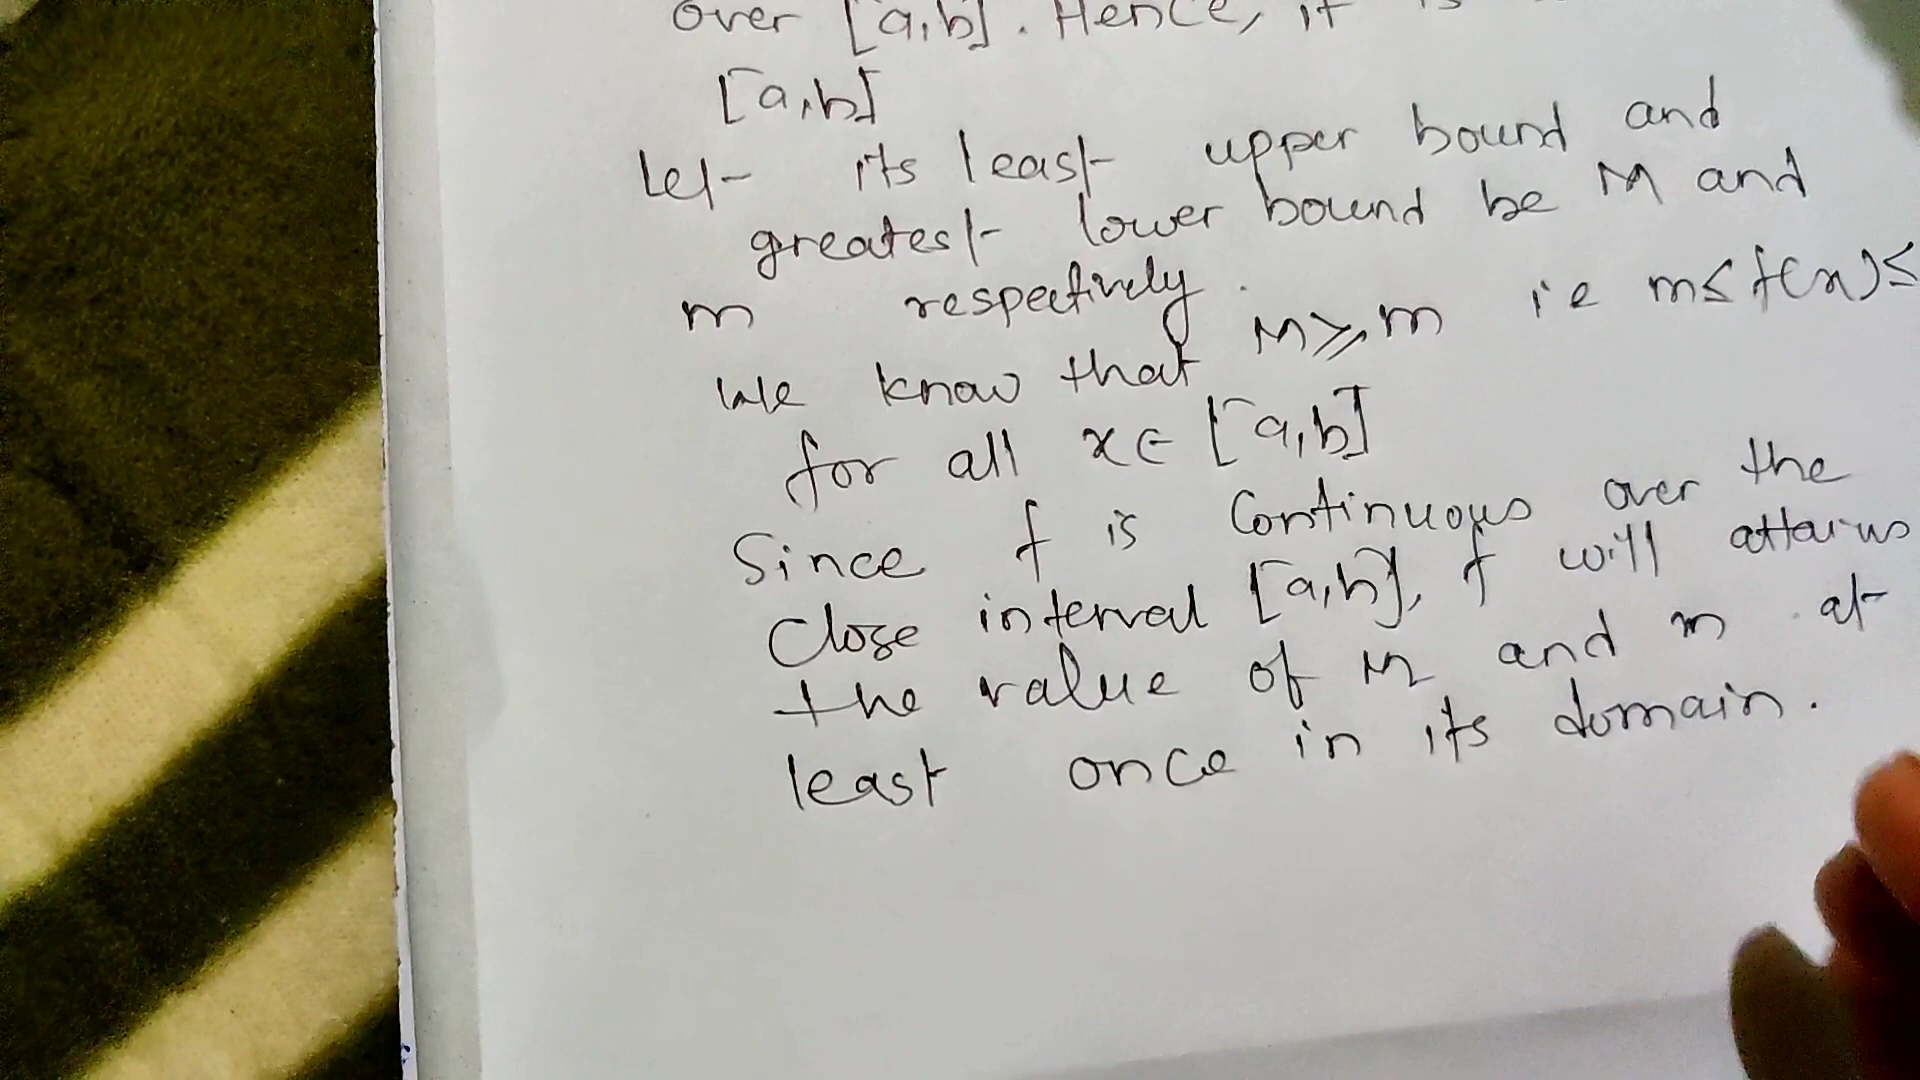 over [a,b]. Hence, it is
[a,b]
Let its least upper bound and
greatest lower bound be M and
m respectively.
We know that M ⩾ m ie m ≤ f(x) ≤
for all x ∈ [a,b]
Since f is continuous over the
close interval [a,b], f will attains
the value of M and m at
least once in its domain.